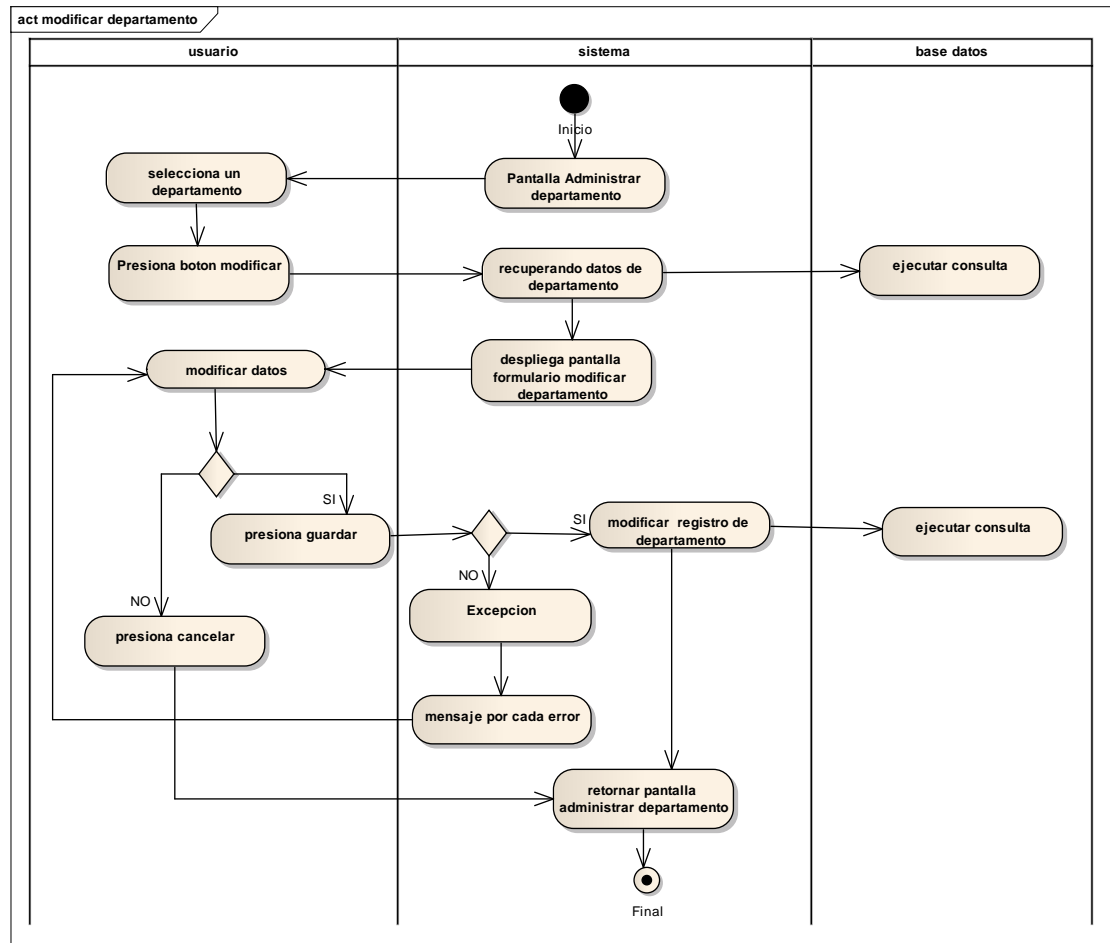 act modificar departamento
usuario
sistema
base datos
Inicio
selecciona un
departamento
Pantalla Administrar
departamento
Presiona boton modificar
recuperando datos de
departamento
ejecutar consulta
modificar datos
despliega pantalla
formulario modificar
departamento
SI
presiona guardar
SI
modificar registro de
departamento
ejecutar consulta
NO
Excepcion
NO
presiona cancelar
mensaje por cada error
retornar pantalla
administrar departamento
Final